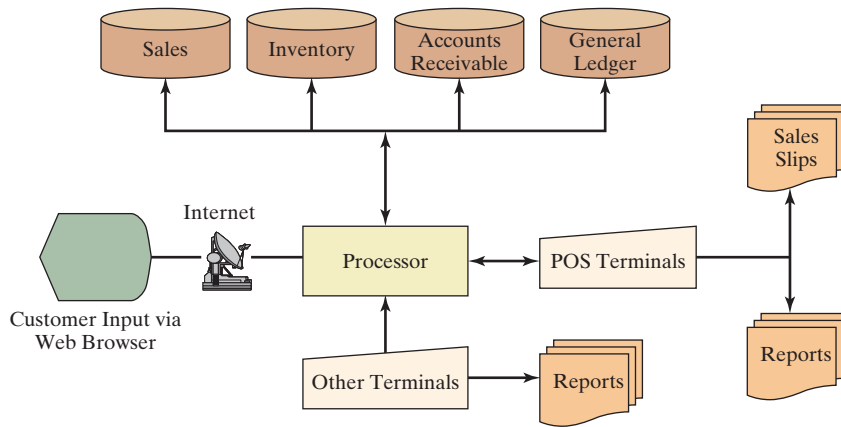 Sales
Inventory
Accounts
Receivable
General
Ledger
Sales
Slips
Internet
Processor
POS Terminals
Customer Input via
Web Browser
Other Terminals
Reports
Reports